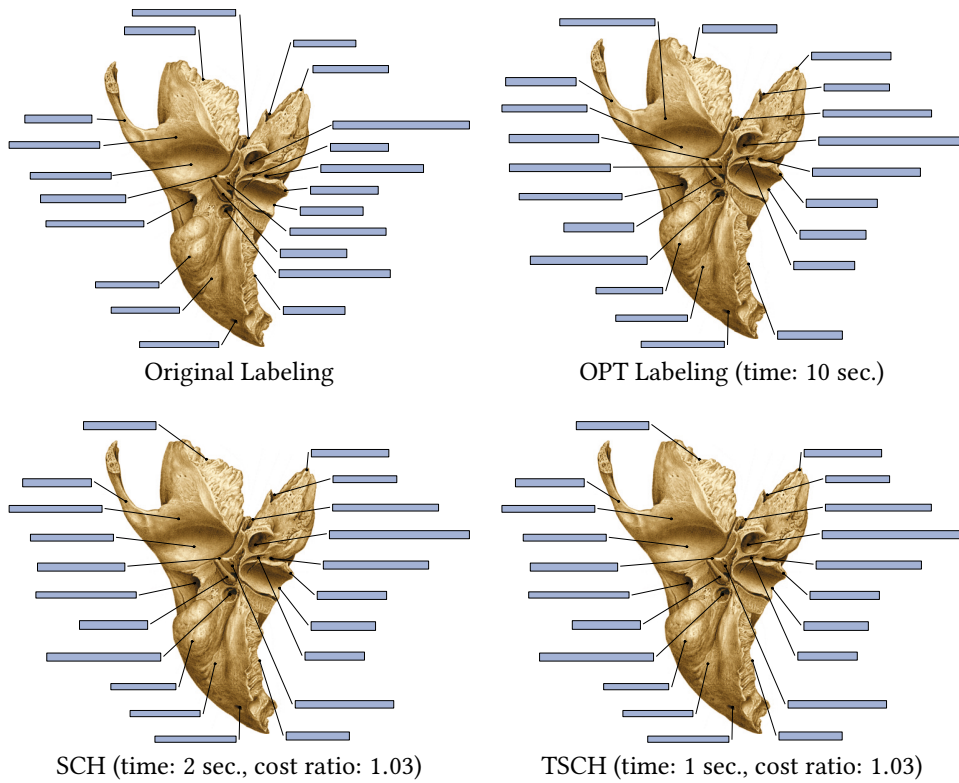 Original Labeling
OPT Labeling (time: 10 sec.)
SCH (time: 2 sec., cost ratio: 1.03)
TSCH (time: 1 sec., cost ratio: 1.03)